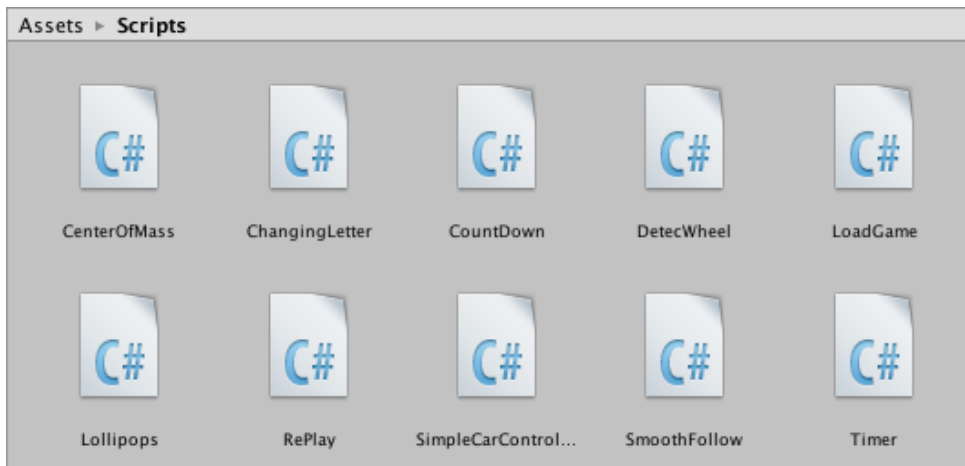 Assets ▸ Scripts
C# C# C# C# C#
CenterOfMass ChangingLetter CountDown DetecWheel LoadGame
C# C# C# C# C#
Lollipops RePlay SimpleCarControl... SmoothFollow Timer